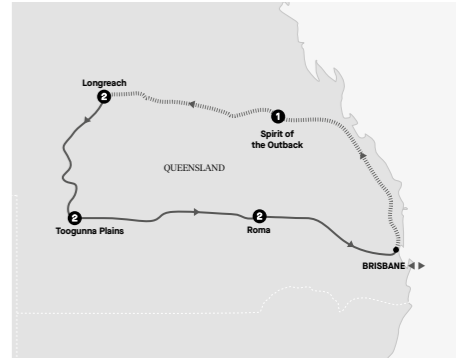 Longreach
2
1
Spirit of
the Outback
QUEENSLAND
2
Toogunna Plains
2
Roma
BRISBANE